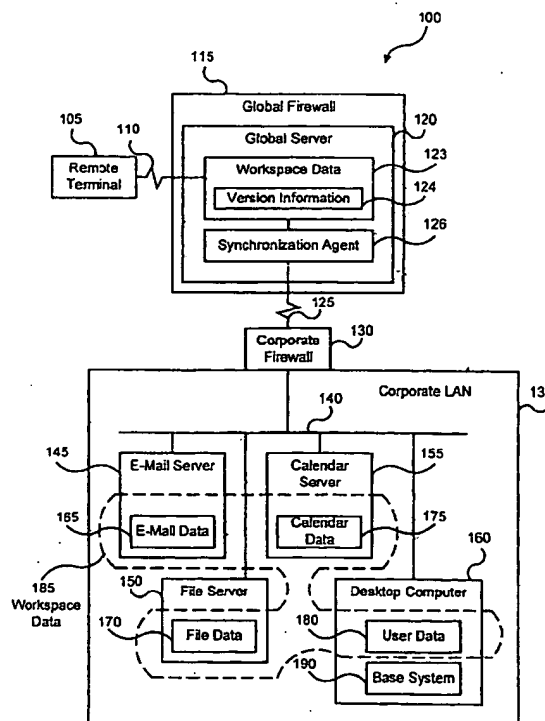 100
115
Global Firewall
120
Global Server
105
110
123
Remote
Terminal
Workspace Data
124
Version Information
126
Synchronization Agent
125
130
Corporate
Firewall
Corporate LAN
140
145
E-Mail Server
Calendar
Server
155
165
E-Mail Data
Calendar
Data
175
185
Workspace
Data
150
File Server
160
Desktop Computer
170
File Data
180
User Data
190
Base System